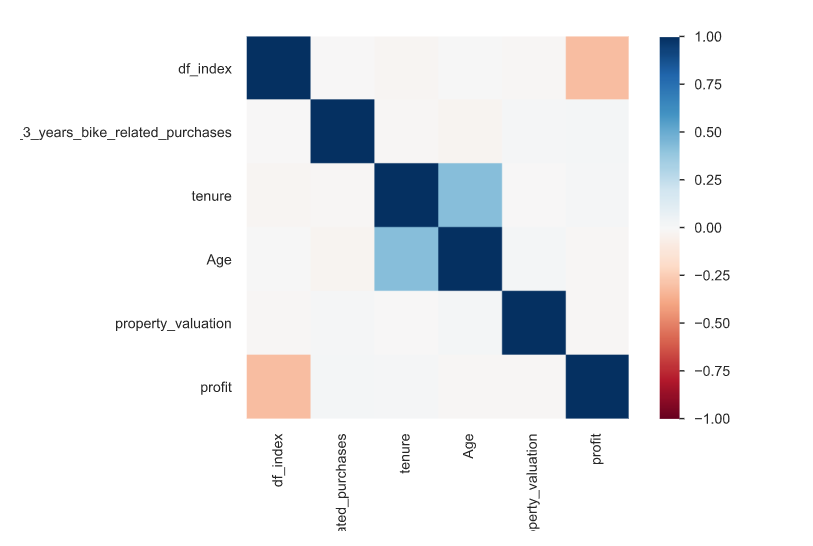 df_index
_3_years_bike_related_purchases
tenure
Age
property_valuation
profit
df_index
ated_purchases
tenure
Age
operty_valuation
profit
1.00
0.75
0.50
0.25
0.00
−0.25
−0.50
−0.75
−1.00